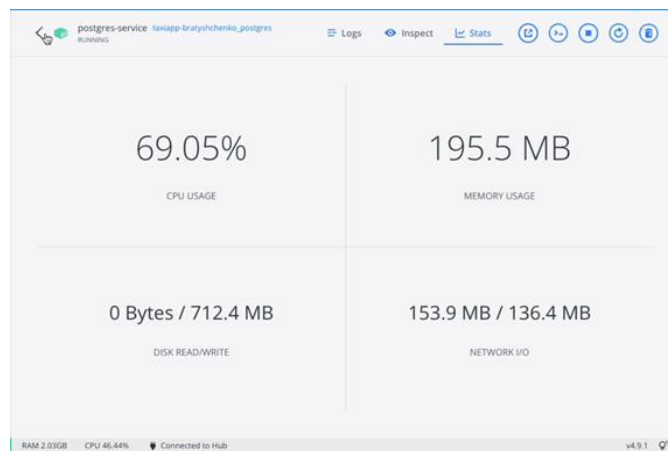 postgres-service taxiapp-bratyshchenko_postgres
RUNNING
Logs Inspect Stats
69.05% 195.5 MB
CPU USAGE MEMORY USAGE
0 Bytes / 712.4 MB 153.9 MB / 136.4 MB
DISK READ/WRITE NETWORK I/O
RAM 2.03GB CPU 46.44% Connected to Hub v4.9.1